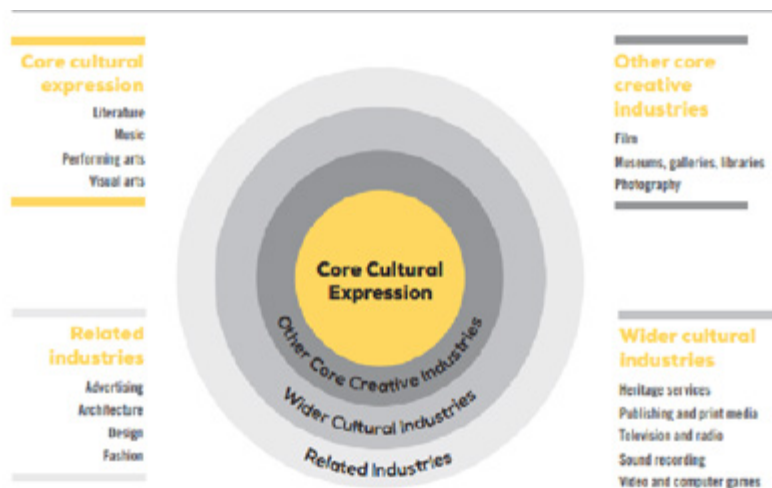 Core cultural
expression
Literature
Music
Performing arts
Visual arts
Other core
creative
industries
Film
Museums, galleries, libraries
Photography
Core Cultural
Expression
Other Core Creative Industries
Wider Cultural Industries
Related Industries
Related
industries
Advertising
Architecture
Design
Fashion
Wider cultural
industries
Heritage services
Publishing and print media
Television and radio
Sound recording
Video and computer games